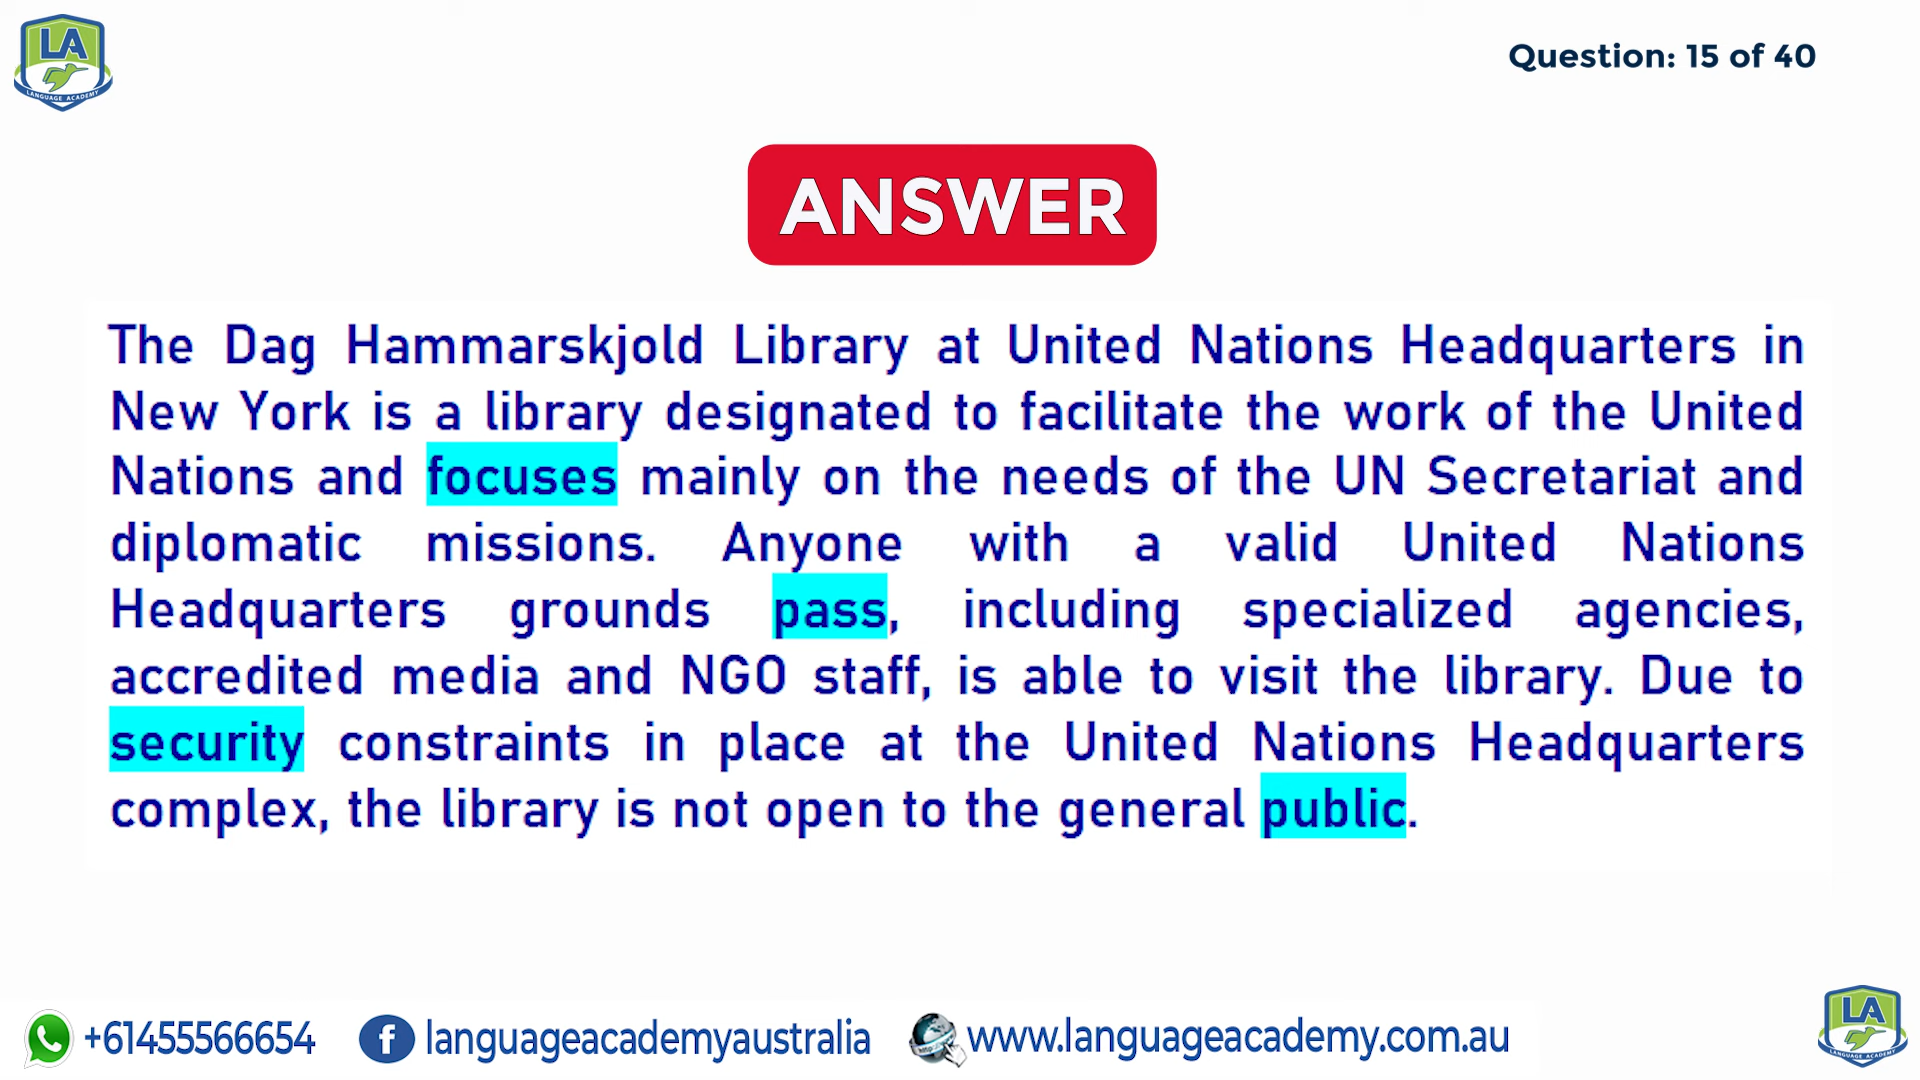 LA
LANGUAGE ACADEMY
Question: 15 of 40
ANSWER
The Dag Hammarskjold Library at United Nations Headquarters in
New York is a library designated to facilitate the work of the United
Nations and focuses mainly on the needs of the UN Secretariat and
diplomatic missions. Anyone with a valid United Nations
Headquarters grounds pass, including specialized agencies,
accredited media and NGO staff, is able to visit the library. Due to
security constraints in place at the United Nations Headquarters
complex, the library is not open to the general public.
+61455566654 languageacademyaustralia www.languageacademy.com.au
LA
LANGUAGE ACADEMY